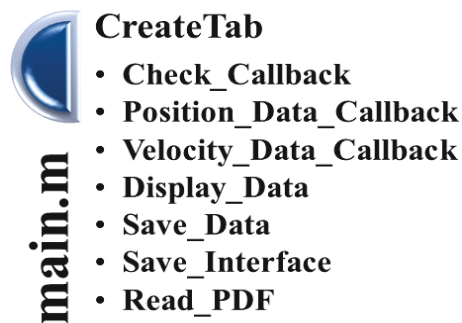 CreateTab
• Check_Callback
• Position_Data_Callback
• Velocity_Data_Callback
• Display_Data
• Save_Data
• Save_Interface
• Read_PDF
main.m